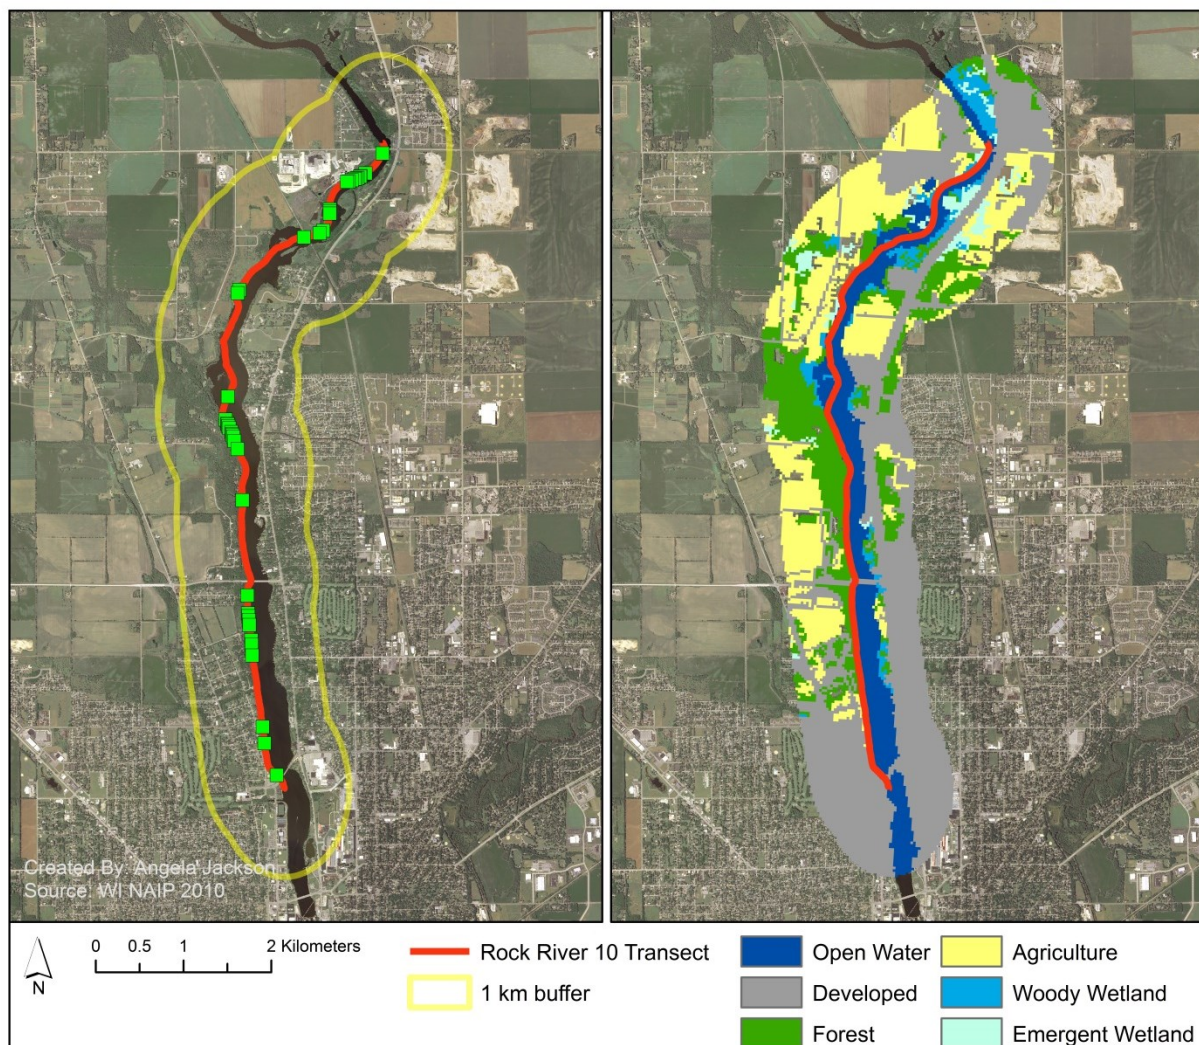 Created By: Angela Jackson
Source: WI NAIP 2010
N
0 0.5 1 2 Kilometers
Rock River 10 Transect
1 km buffer
Open Water
Developed
Forest
Agriculture
Woody Wetland
Emergent Wetland